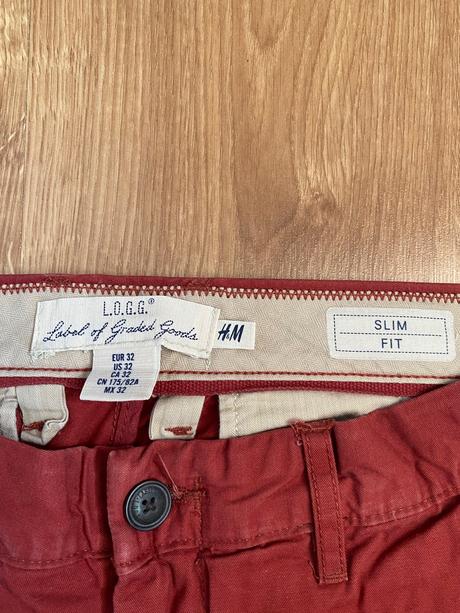 L.O.G.G.®
Label of Graded Goods
H&M
EUR 32
US 32
CA 32
CN 175/82A
MX 32
SLIM
FIT